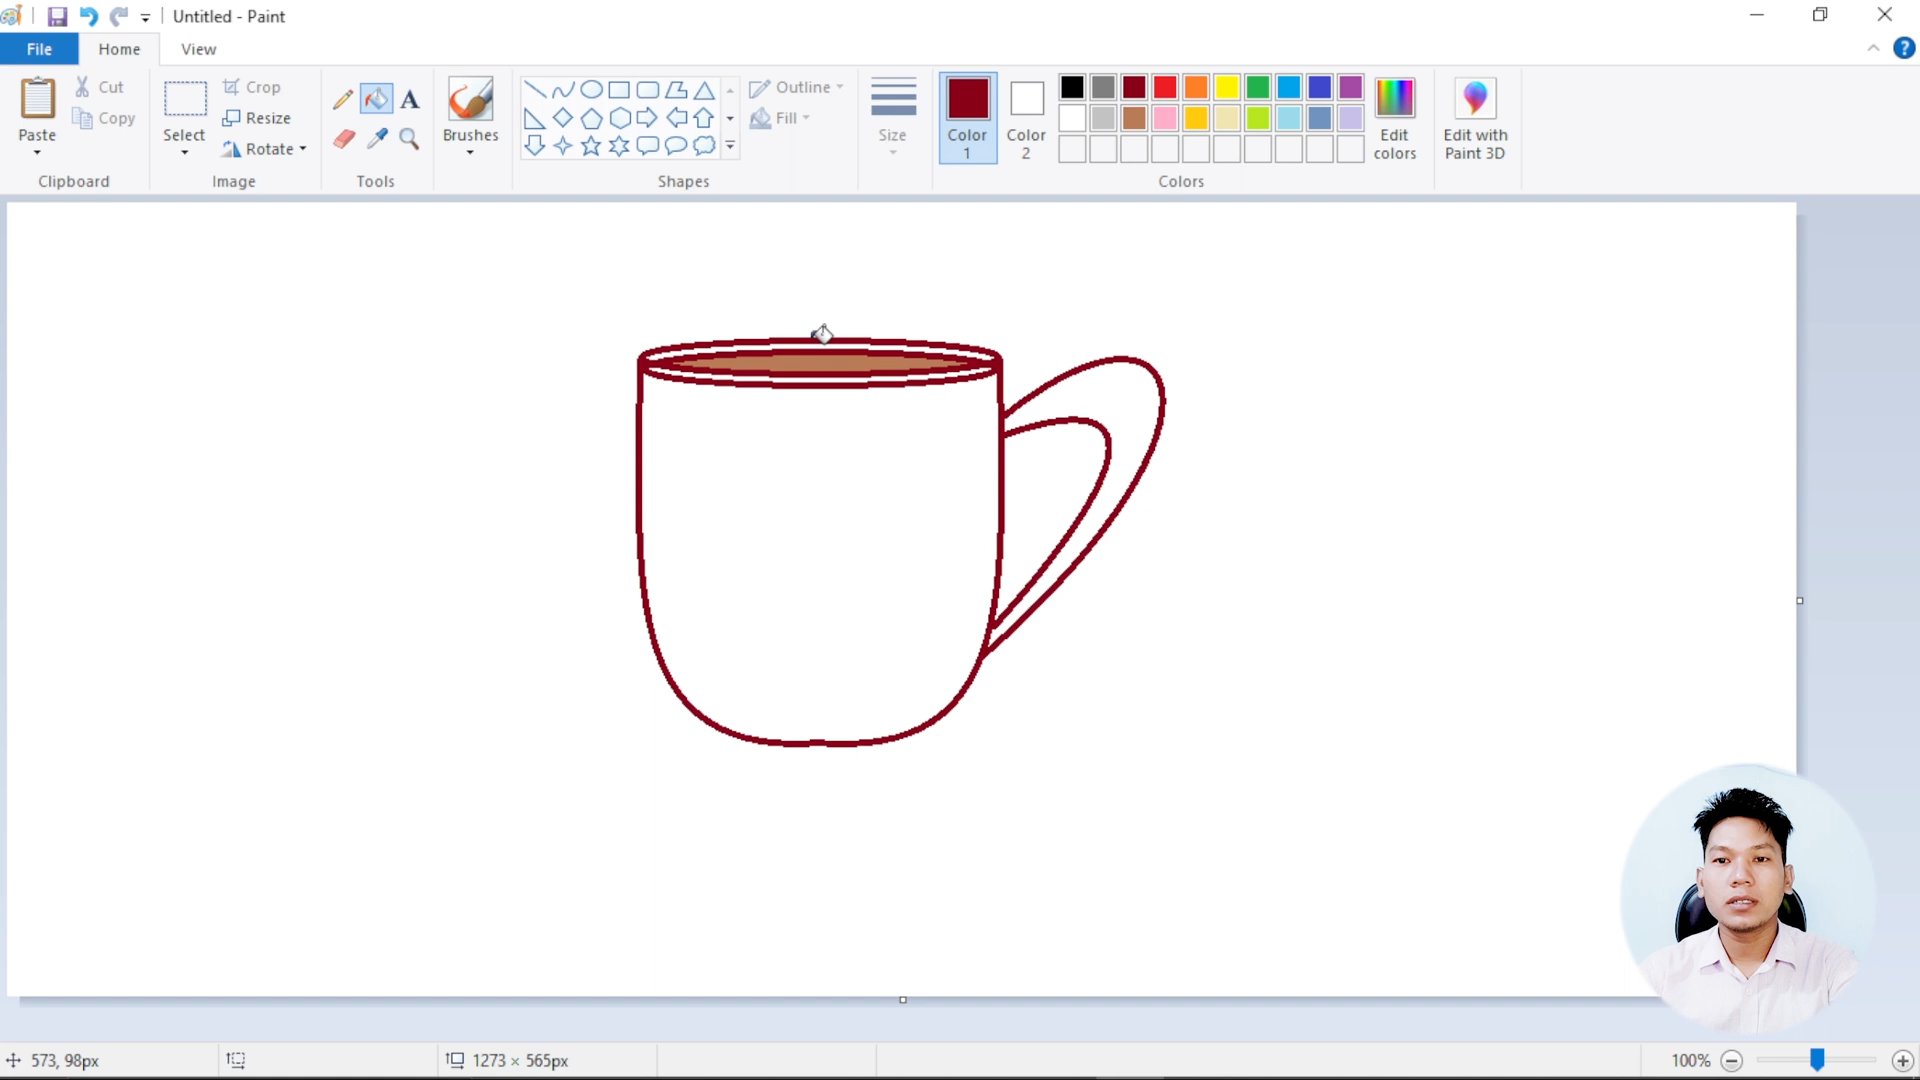 Untitled - Paint
File Home View
Paste
Cut
Copy
Clipboard
Select
Crop
Resize
Rotate
Image
A
Tools
Brushes
Shapes
Outline
Fill
Size
Color 1
Color 2
Colors
Edit colors
Edit with Paint 3D
?
573, 98px
1273 × 565px
100%